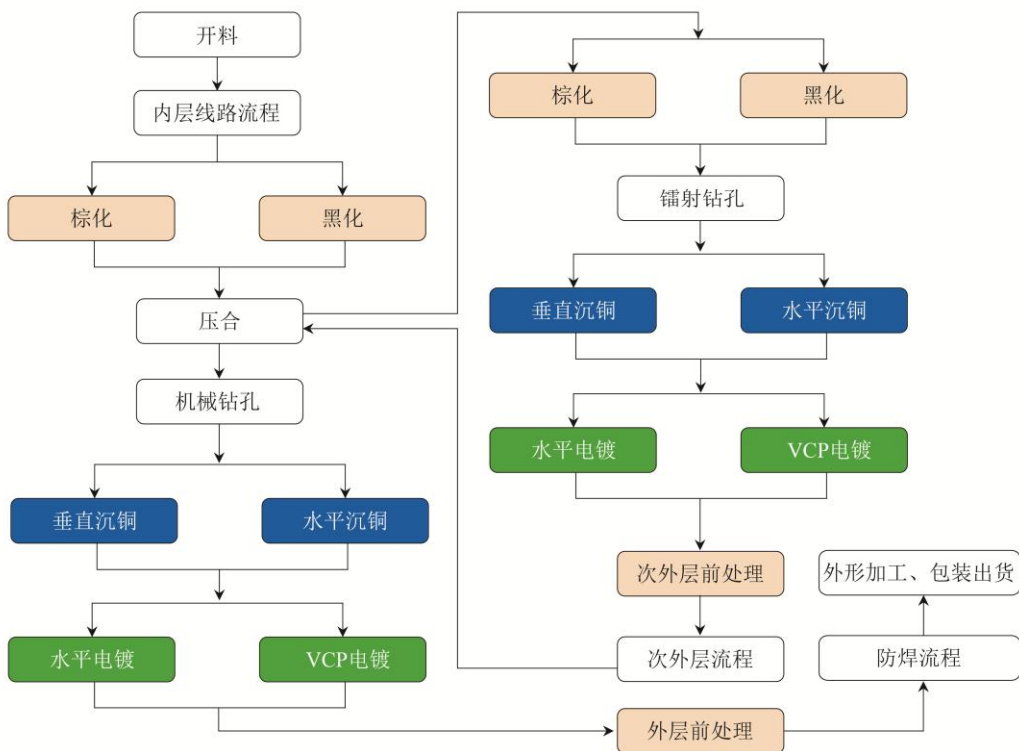 开料
内层线路流程
棕化
黑化
压合
机械钻孔
垂直沉铜
水平沉铜
水平电镀
VCP电镀
棕化
黑化
镭射钻孔
垂直沉铜
水平沉铜
水平电镀
VCP电镀
次外层前处理
次外层流程
外层前处理
防焊流程
外形加工、包装出货